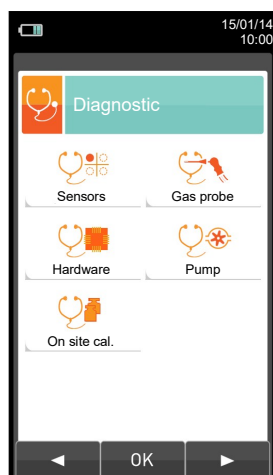 15/01/14
10:00
Diagnostic
Sensors
Gas probe
Hardware
Pump
On site cal.
OK